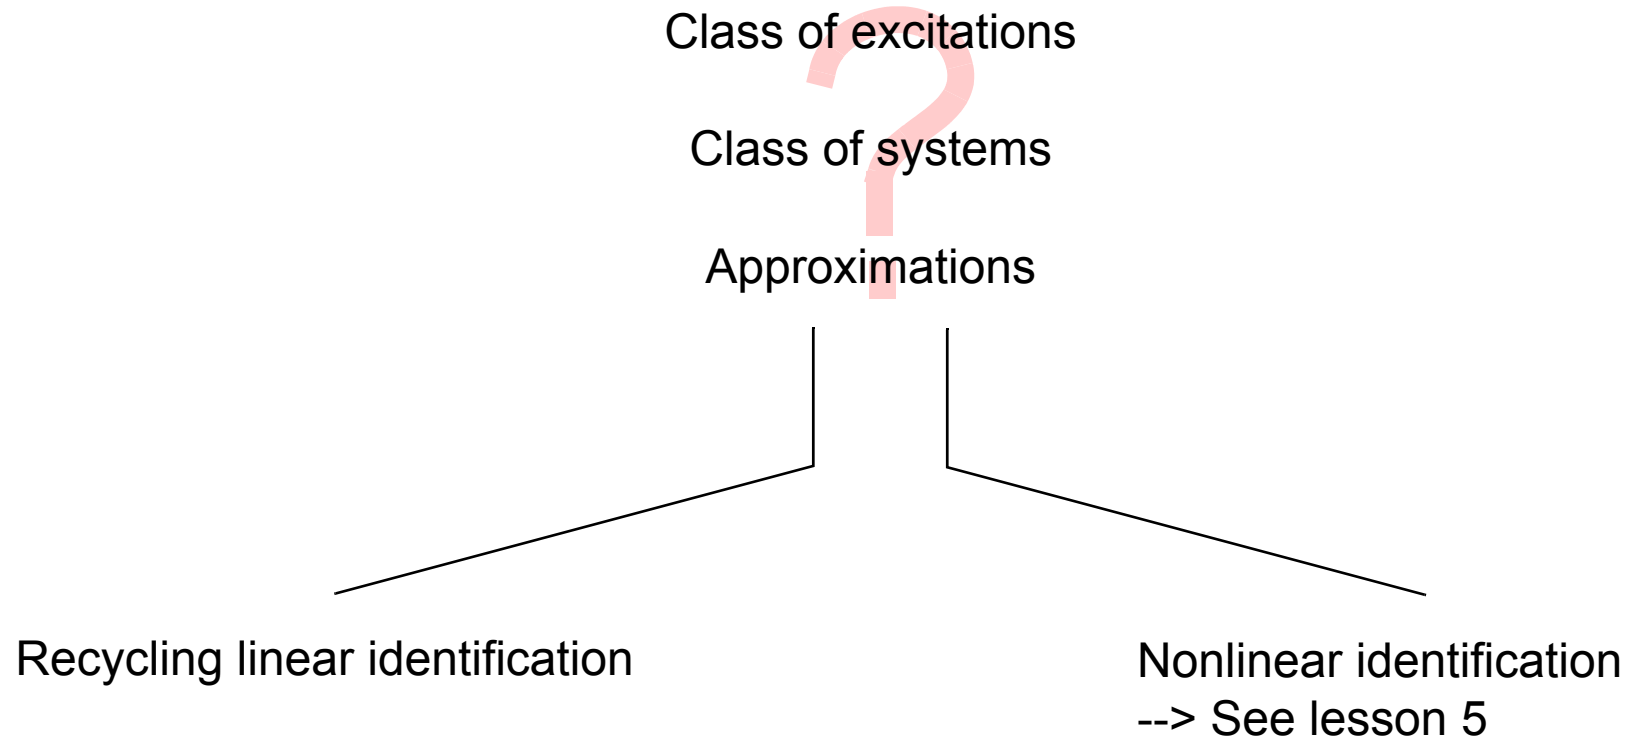 Class of excitations
Class of systems
Approximations
Recycling linear identification
Nonlinear identification
--> See lesson 5